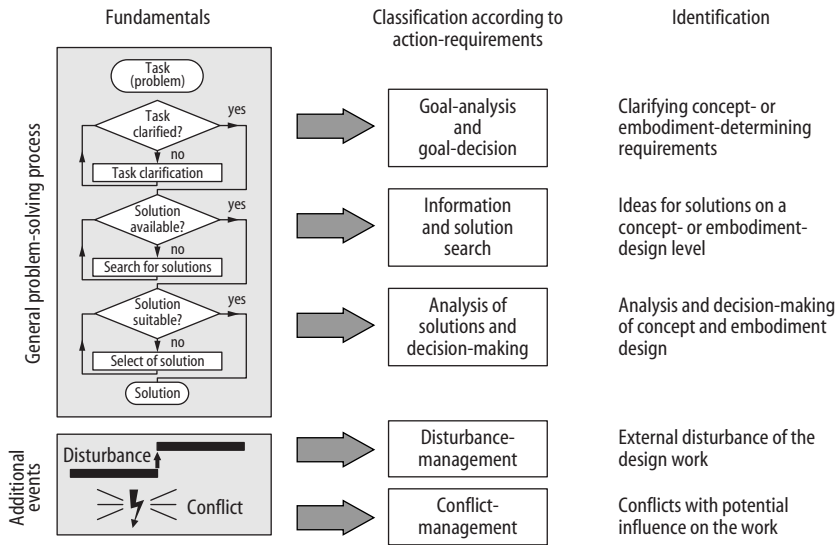 Fundamentals
Classification according to
action-requirements
Identification
General problem-solving process
Task
(problem)
Task
clarified?
yes
no
Task clarification
Solution
available?
yes
no
Search for solutions
Solution
suitable?
yes
no
Select of solution
Solution
Goal-analysis
and
goal-decision
Clarifying concept- or
embodiment-determining
requirements
Information
and solution
search
Ideas for solutions on a
concept- or embodiment-
design level
Analysis of
solutions and
decision-making
Analysis and decision-making
of concept and embodiment
design
Additional
events
Disturbance
Conflict
Disturbance-
management
External disturbance of the
design work
Conflict-
management
Conflicts with potential
influence on the work